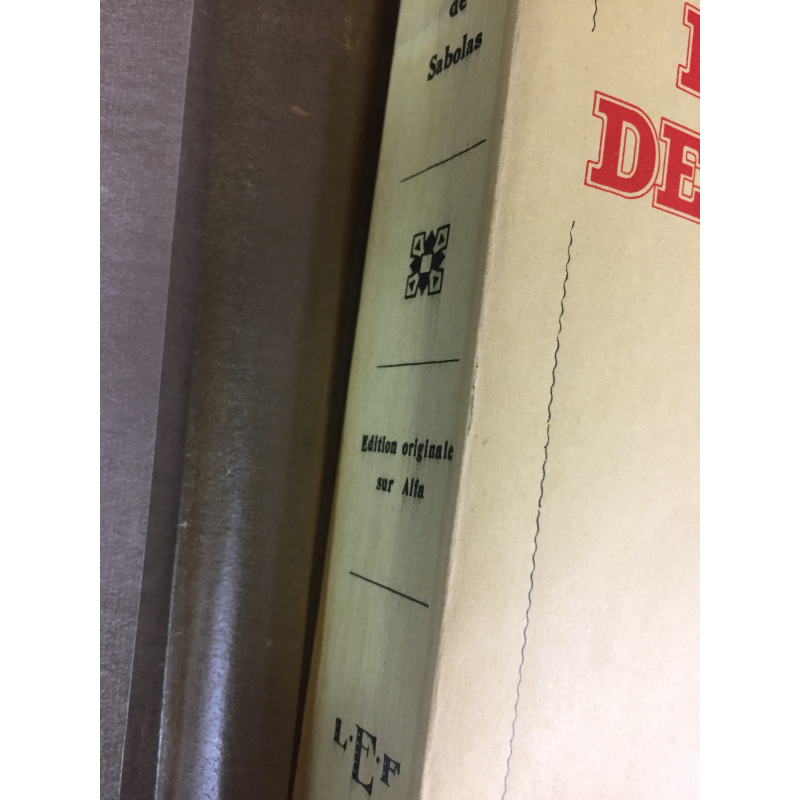 de
Sabolas
Edition originale
sur Alfa
L·E·F
DE